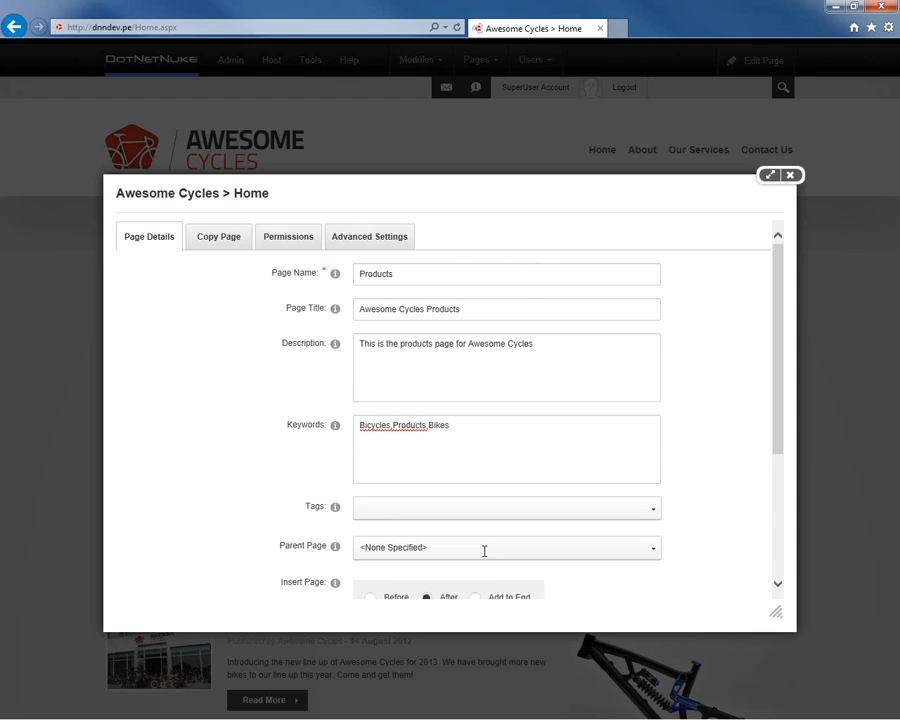 http://dnndev.pe/Home.aspx
Awesome Cycles > Home
DotNetNuke Admin Host Tools Help Modules Pages Users Edit Page
SuperUser Account Logout
AWESOME
CYCLES
Home About Our Services Contact Us
Awesome Cycles > Home
Page Details Copy Page Permissions Advanced Settings
Page Name: * Products
Page Title: Awesome Cycles Products
Description: This is the products page for Awesome Cycles
Keywords: Bicycles,Products,Bikes
Tags:
Parent Page <None Specified>
Insert Page: Before After Add to End
Published by Awesome Cycles - 14 August 2012
Introducing the new line up of Awesome Cycles for 2013. We have brought more new
bikes to our line up this year. Come and get them!
Read More